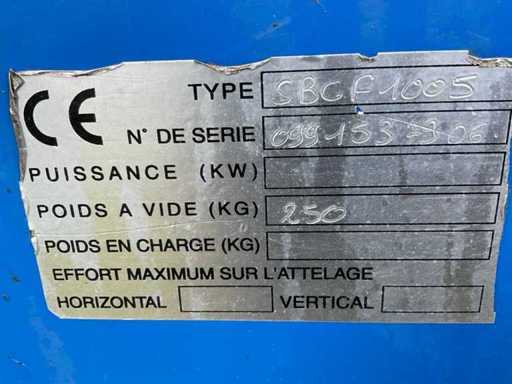 CE
TYPE SBCF1005
N° DE SERIE
PUISSANCE (KW)
POIDS A VIDE (KG) 250
POIDS EN CHARGE (KG)
EFFORT MAXIMUM SUR L'ATTELAGE
HORIZONTAL VERTICAL